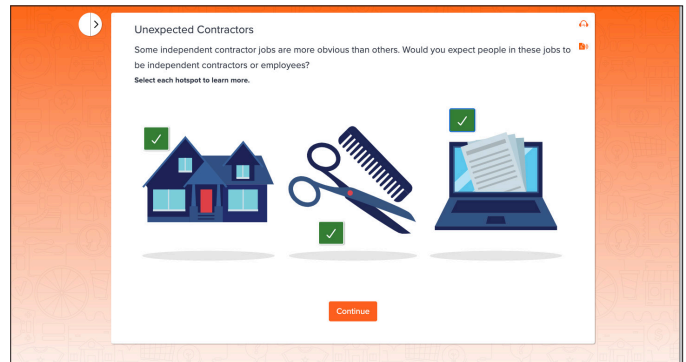 Unexpected Contractors
Some independent contractor jobs are more obvious than others. Would you expect people in these jobs to
be independent contractors or employees?
Select each hotspot to learn more.
Continue